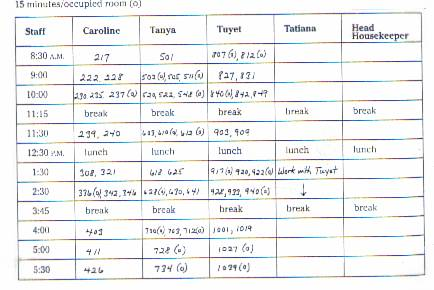 15 minutes/occupied room (o)
Staff Caroline Tanya Tuyet Tatiana Head Housekeeper
8:30 A.M. 217 501 807 (o), 812 (o)
9:00 222, 228 502 (o), 505, 511 (o) 827, 831
10:00 230, 235, 237 (o) 520, 522, 548 (o) 840 (o), 842, 849
11:15 break break break break break
11:30 239, 240 603, 610 (o), 612 (o) 903, 909
12:30 P.M. lunch lunch lunch lunch lunch
1:30 308, 321 618, 625 917 (o) 920, 922 (o) Work with Tuyet
2:30 336 (o) 342, 346 628 (o), 630, 641 928, 933, 940 (o) ↓
3:45 break break break break break
4:00 403 700 (o), 703, 712 (o) 1001, 1019
5:00 411 728 (o) 1027 (o)
5:30 426 734 (o) 1039 (o)